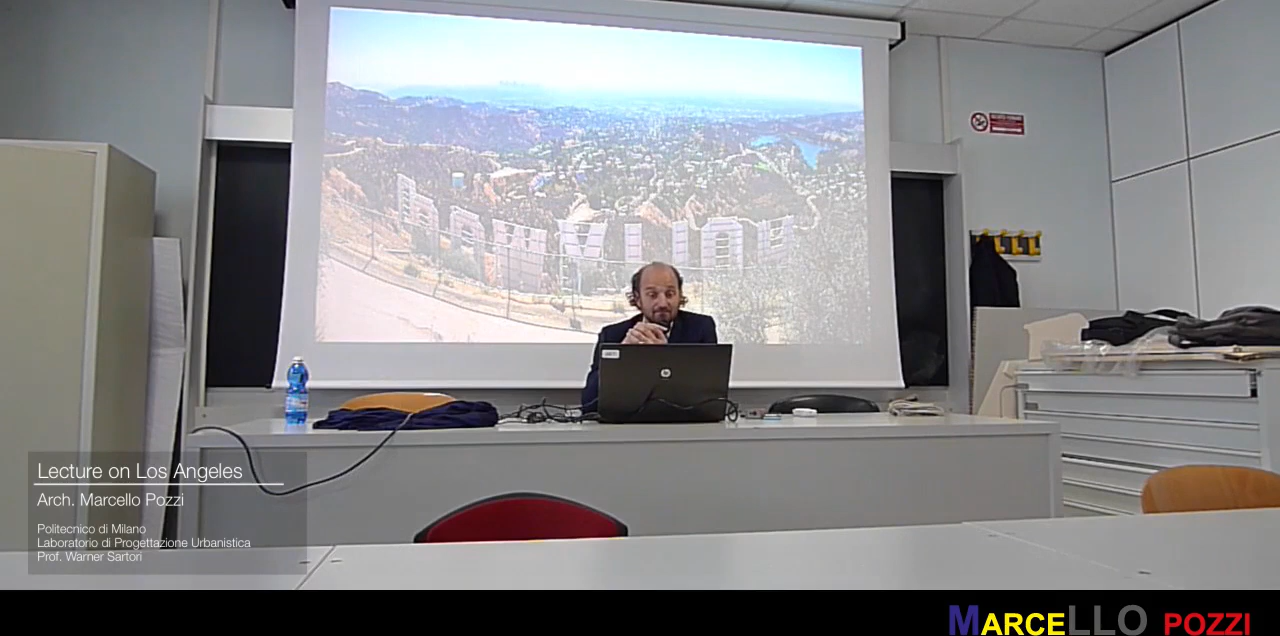 Lecture on Los Angeles
Arch. Marcello Pozzi
Politecnico di Milano
Laboratorio di Progettazione Urbanistica
Prof. Warner Sartori
MARCELLO POZZI